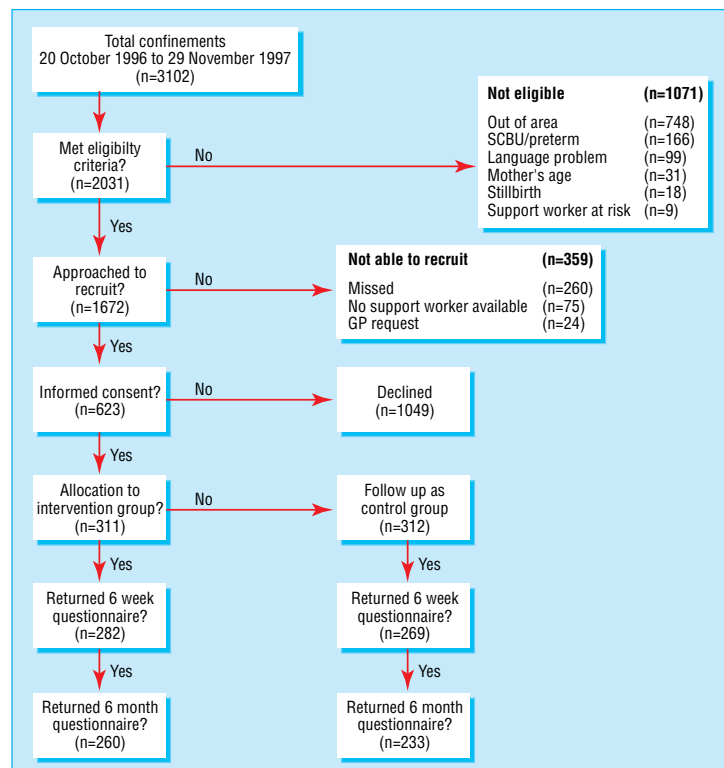 Total confinements
20 October 1996 to 29 November 1997
(n=3102)
Not eligible (n=1071)
Out of area (n=748)
SCBU/preterm (n=166)
Language problem (n=99)
Mother's age (n=31)
Stillbirth (n=18)
Support worker at risk (n=9)
Met eligibilty
criteria?
(n=2031)
No
Yes
Approached to
recruit?
(n=1672)
No
Not able to recruit (n=359)
Missed (n=260)
No support worker available (n=75)
GP request (n=24)
Yes
Informed consent?
(n=623)
No
Declined
(n=1049)
Yes
Allocation to
intervention group?
(n=311)
No
Follow up as
control group
(n=312)
Yes
Yes
Returned 6 week
questionnaire?
(n=282)
Returned 6 week
questionnaire?
(n=269)
Yes
Yes
Returned 6 month
questionnaire?
(n=260)
Returned 6 month
questionnaire?
(n=233)